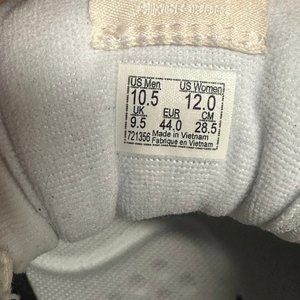 US Men US Women
10.5 12.0
UK EUR CM
9.5 44.0 28.5
721356 Made in Vietnam
Fabrique en Vietnam